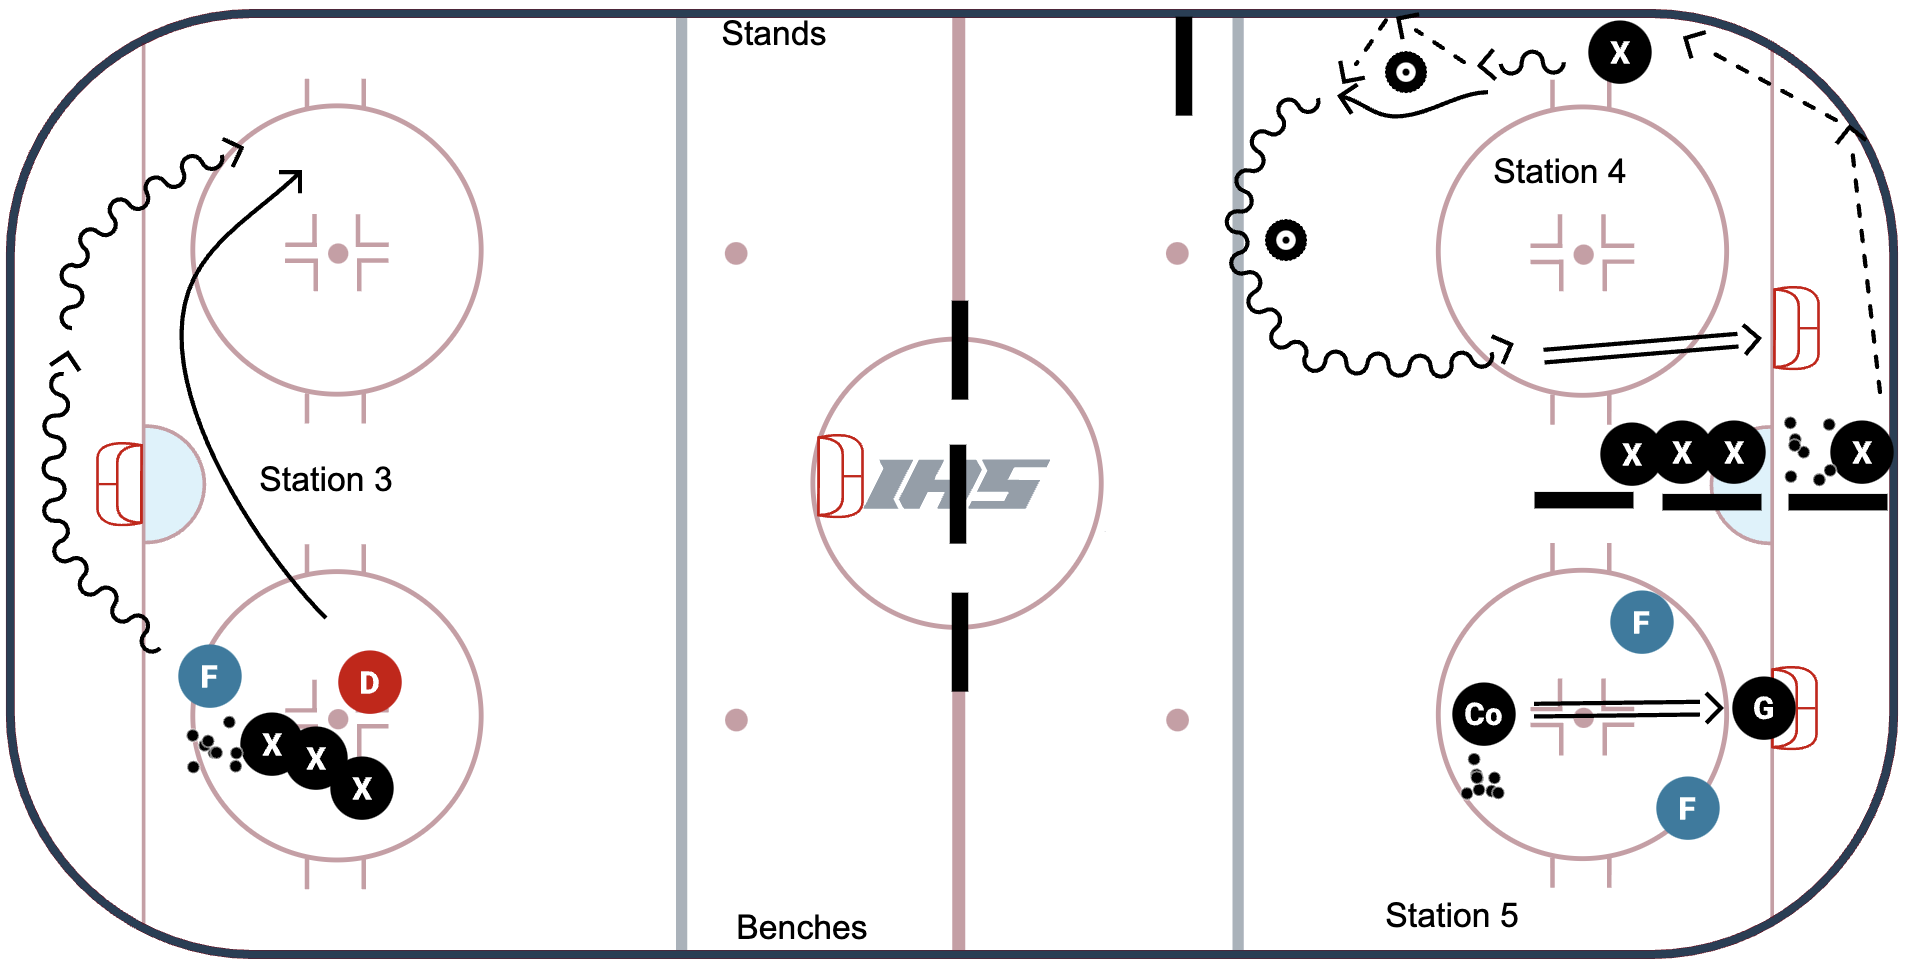 Stands
X
Station 4
Station 3
IHS
X X X X
F
F
D
Co
G
X
X
X
F
Station 5
Benches